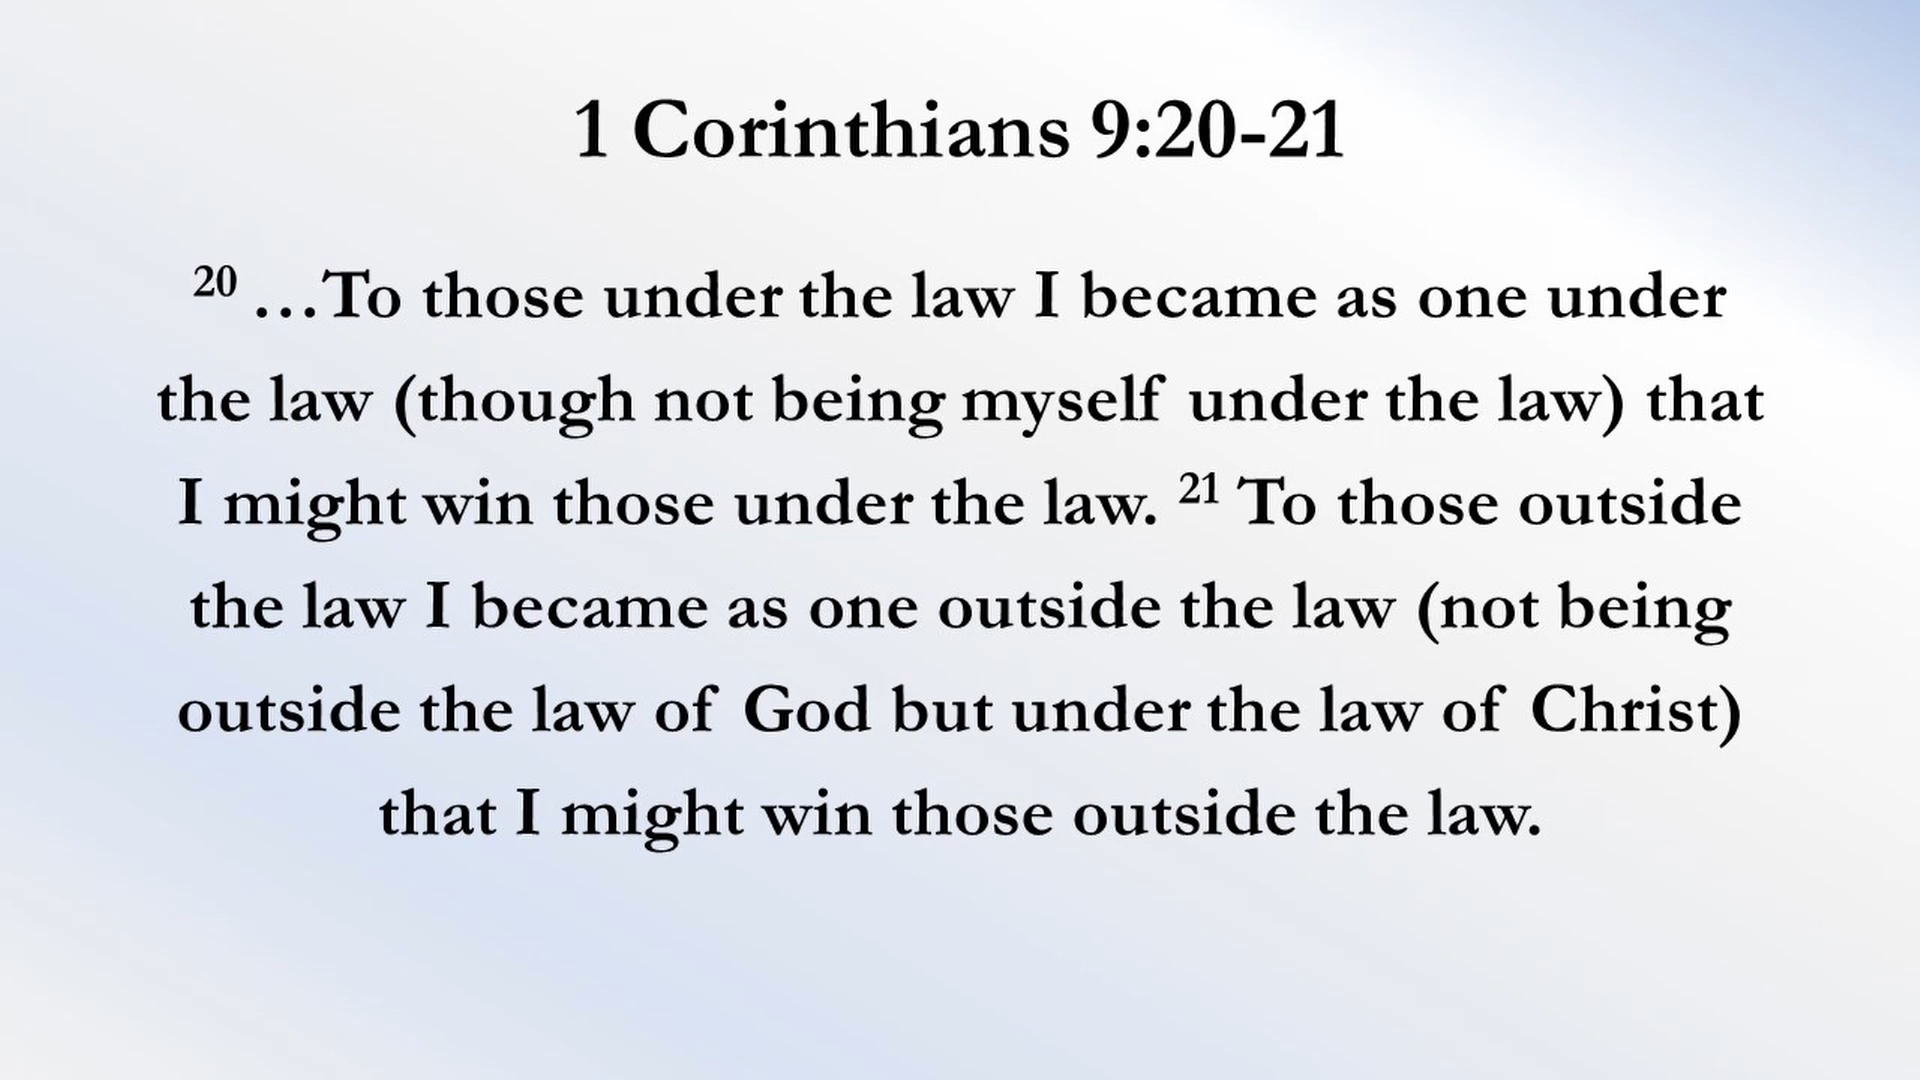 1 Corinthians 9:20-21
20 …To those under the law I became as one under
the law (though not being myself under the law) that
I might win those under the law. 21 To those outside
the law I became as one outside the law (not being
outside the law of God but under the law of Christ)
that I might win those outside the law.